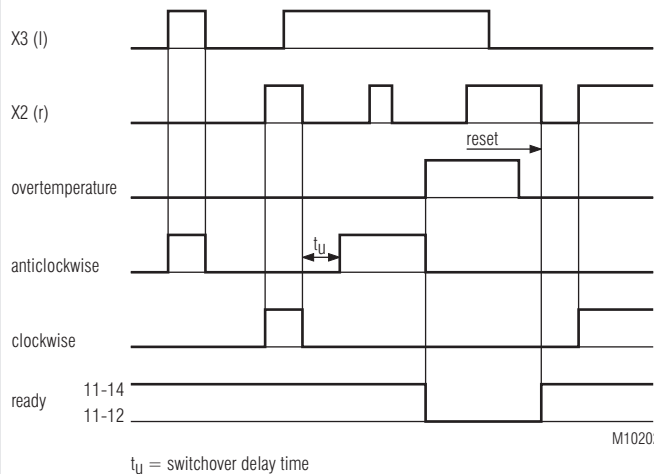 X3 (l)
X2 (r)
reset
overtemperature
tu
anticlockwise
clockwise
11-14
ready
11-12
tu = switchover delay time